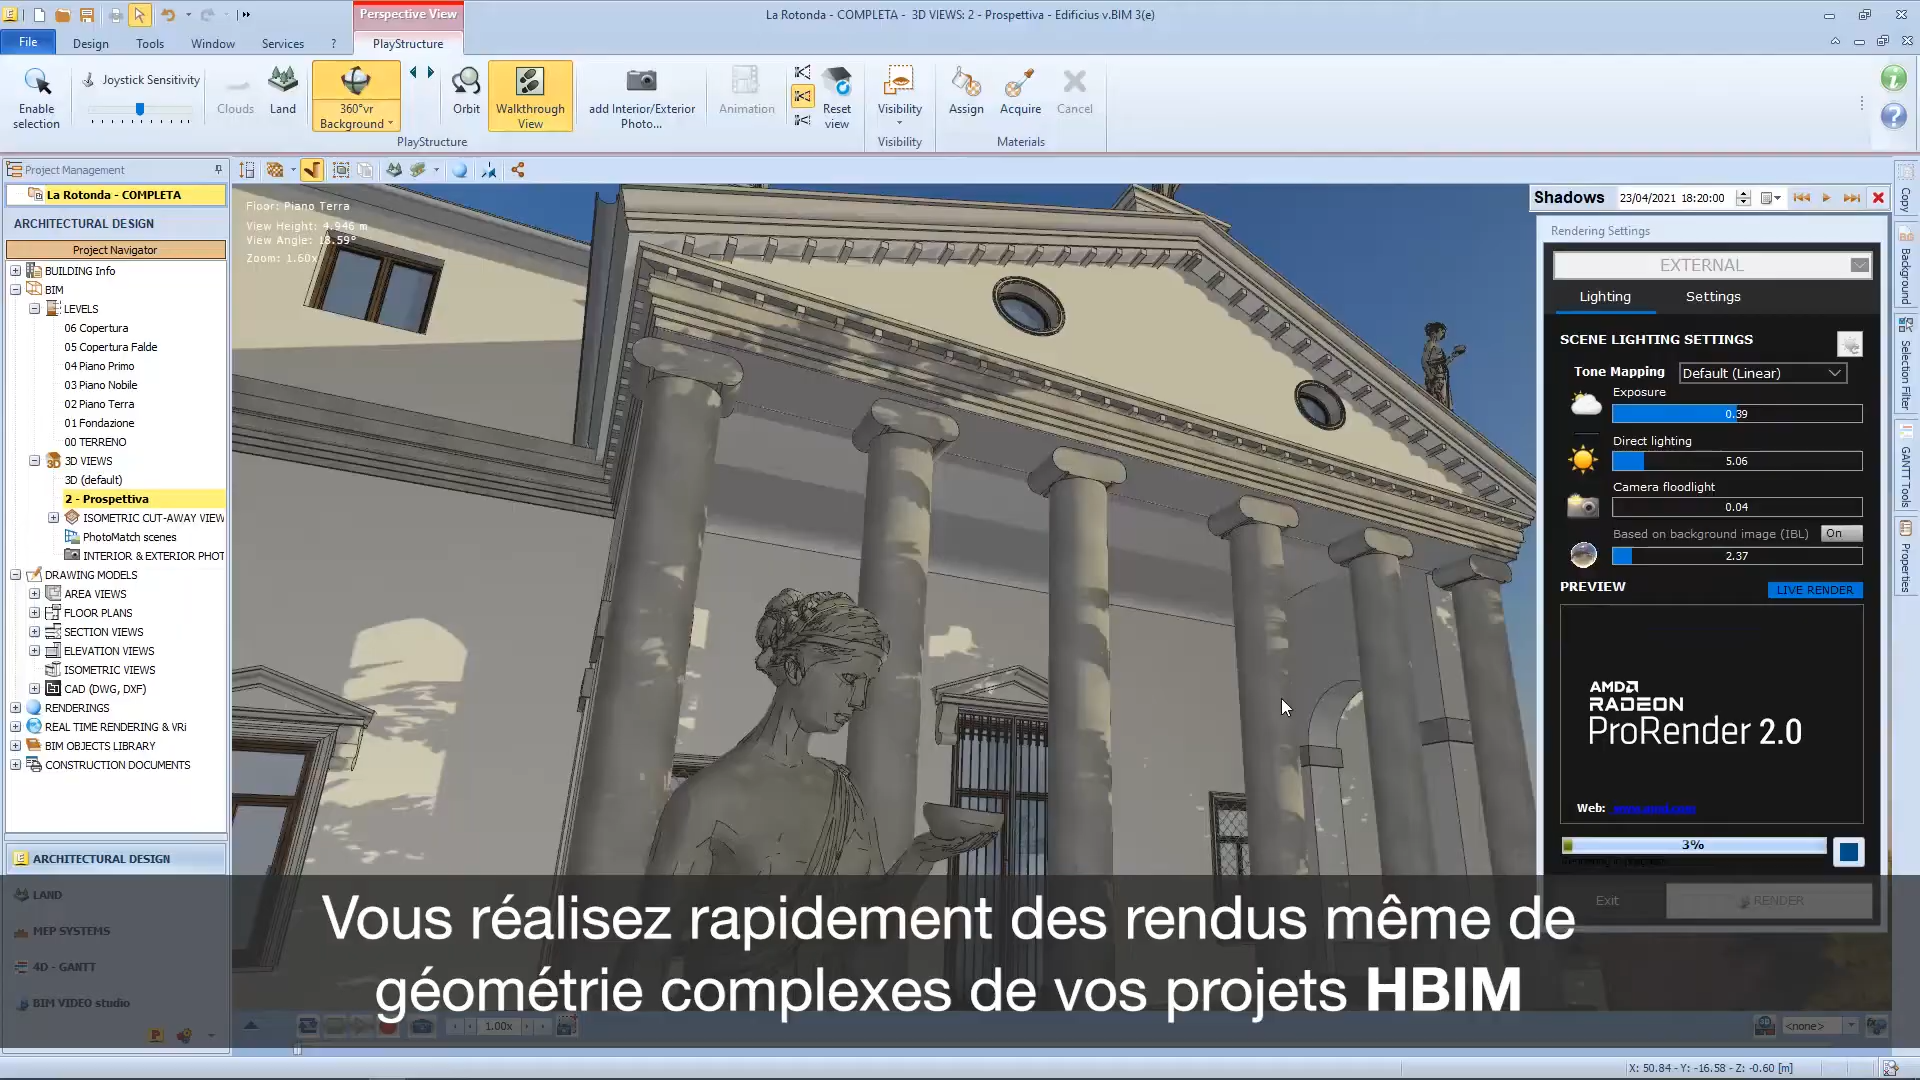 Perspective View
La Rotonda - COMPLETA - 3D VIEWS: 2 - Prospettiva - Edificius v.BIM 3(e)
File
Design
Tools
Window
Services
?
PlayStructure
Enable selection
Joystick Sensitivity
Clouds
Land
360°vr Background
Orbit
Walkthrough View
add Interior/Exterior Photo...
Animation
Reset view
Visibility
Assign
Acquire
Cancel
PlayStructure
Visibility
Materials
Project Management
La Rotonda - COMPLETA
ARCHITECTURAL DESIGN
Project Navigator
BUILDING Info
BIM
LEVELS
06 Copertura
05 Copertura Falde
04 Piano Primo
03 Piano Nobile
02 Piano Terra
01 Fondazione
00 TERRENO
3D VIEWS
3D (default)
2 - Prospettiva
ISOMETRIC CUT-AWAY VIEW
PhotoMatch scenes
INTERIOR & EXTERIOR PHOT
DRAWING MODELS
AREA VIEWS
FLOOR PLANS
SECTION VIEWS
ELEVATION VIEWS
ISOMETRIC VIEWS
CAD (DWG, DXF)
RENDERINGS
REAL TIME RENDERING & VRi
BIM OBJECTS LIBRARY
CONSTRUCTION DOCUMENTS
ARCHITECTURAL DESIGN
LAND
MEP SYSTEMS
4D - GANTT
BIM VIDEO studio
Floor: Piano Terra
View Height: 4.946 m
View Angle: 18.59°
Zoom: 1.60x
Shadows 23/04/2021 18:20:00
Rendering Settings
EXTERNAL
Lighting
Settings
SCENE LIGHTING SETTINGS
Tone Mapping
Default (Linear)
Exposure
0.39
Direct lighting
5.06
Camera floodlight
0.04
Based on background image (IBL)
On
2.37
PREVIEW
LIVE RENDER
AMD
RADEON
ProRender 2.0
Web: www.amd.com
3%
Exit
RENDER
Copy
Background
Selection Filter
GANTT Tools
Properties
Vous réalisez rapidement des rendus même de
géométrie complexes de vos projets HBIM
1.00x
<none>
X: 50.84 - Y: -16.58 - Z: -0.60 [m]